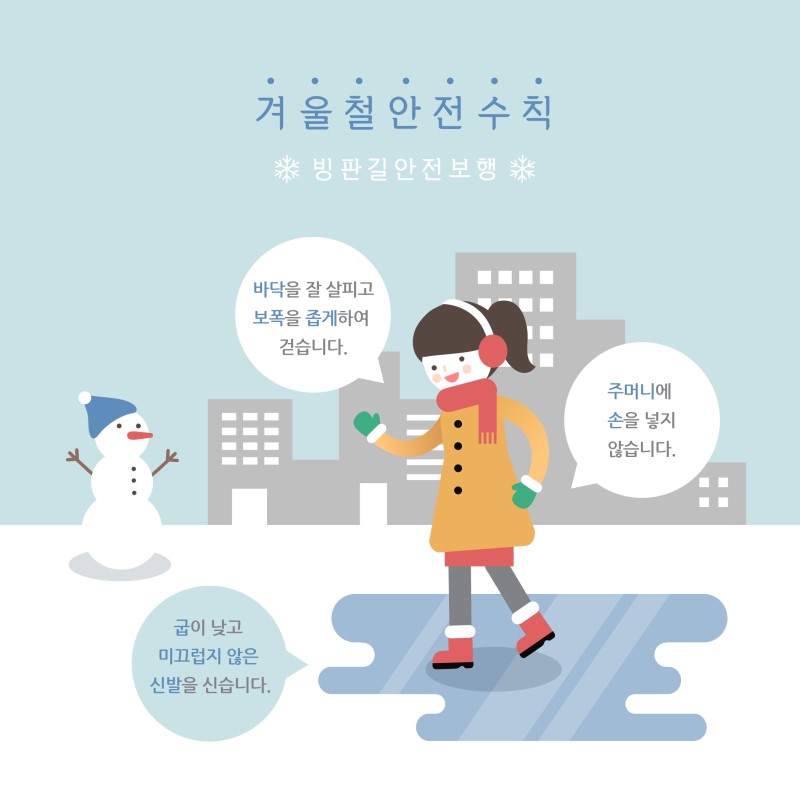 겨울철안전수칙
빙판길안전보행
바닥을 잘 살피고
보폭을 좁게하여
걷습니다.
주머니에
손을 넣지
않습니다.
굽이 낮고
미끄럽지 않은
신발을 신습니다.